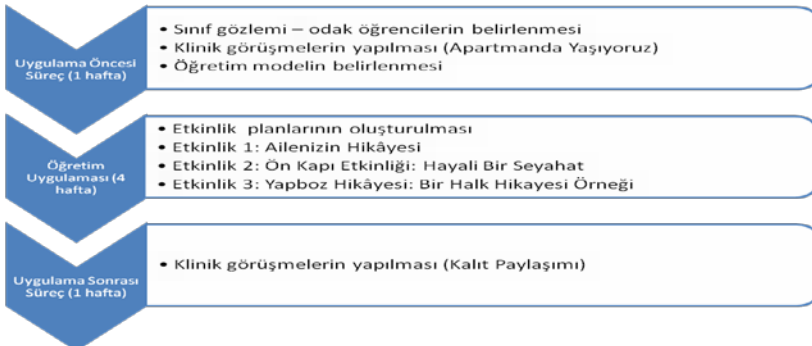 Uygulama Öncesi
Süreç (1 hafta)
• Sınıf gözlemi – odak öğrencilerin belirlenmesi
• Klinik görüşmelerin yapılması (Apartmanda Yaşıyoruz)
• Öğretim modelin belirlenmesi
Öğretim
Uygulaması (4
hafta)
• Etkinlik planlarının oluşturulması
• Etkinlik 1: Ailenizin Hikâyesi
• Etkinlik 2: Ön Kapı Etkinliği: Hayali Bir Seyahat
• Etkinlik 3: Yapboz Hikâyesi: Bir Halk Hikayesi Örneği
Uygulama Sonrası
Süreç (1 hafta)
• Klinik görüşmelerin yapılması (Kalıt Paylaşımı)